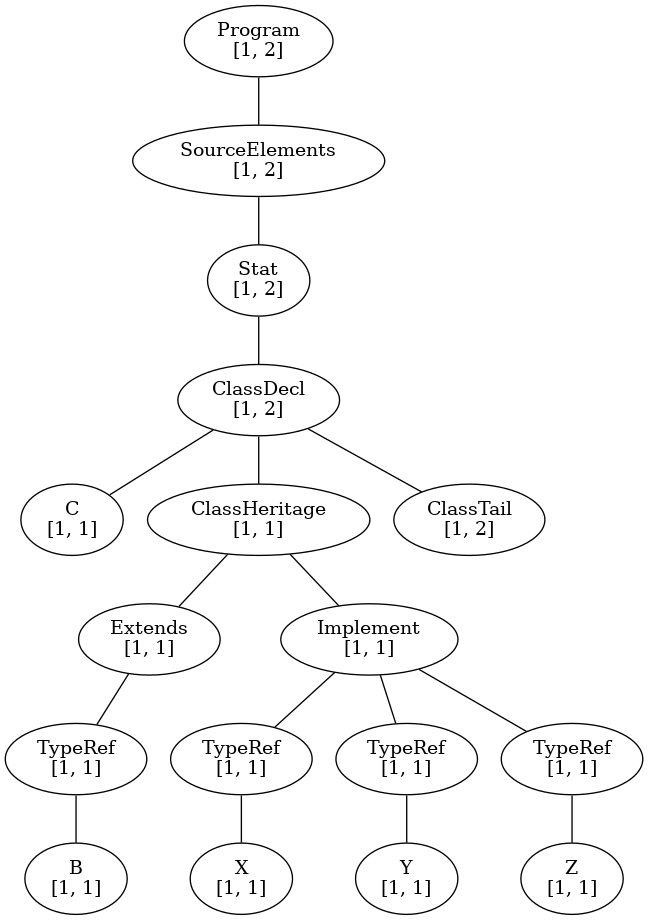 Program
[1, 2]
SourceElements
[1, 2]
Stat
[1, 2]
ClassDecl
[1, 2]
C
[1, 1]
ClassHeritage
[1, 1]
ClassTail
[1, 2]
Extends
[1, 1]
Implement
[1, 1]
TypeRef
[1, 1]
TypeRef
[1, 1]
TypeRef
[1, 1]
TypeRef
[1, 1]
B
[1, 1]
X
[1, 1]
Y
[1, 1]
Z
[1, 1]